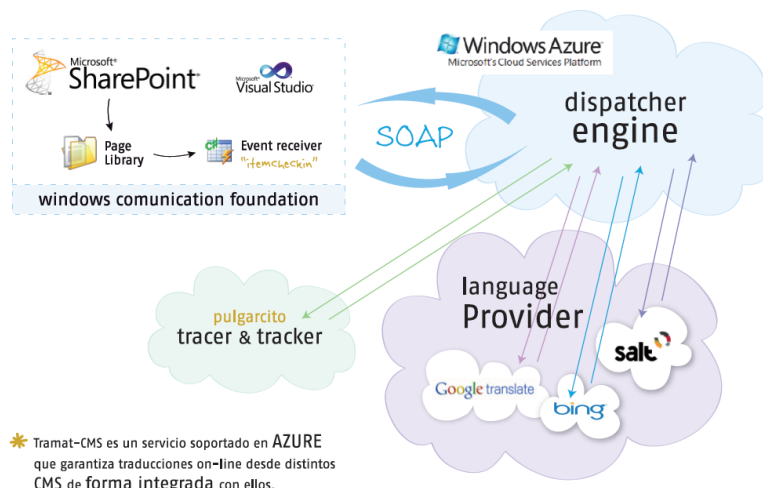 Microsoft®
SharePoint®
Microsoft®
Visual Studio®
Page
Library
Event receiver
"itemcheckin"
windows comunication foundation
SOAP
Windows Azure™
Microsoft's Cloud Services Platform
dispatcher
engine
pulgarcito
tracer & tracker
language
Provider
Google translate
bing™
salt
* Tramat-CMS es un servicio soportado en AZURE
que garantiza traducciones on-line desde distintos
CMS de forma integrada con ellos.